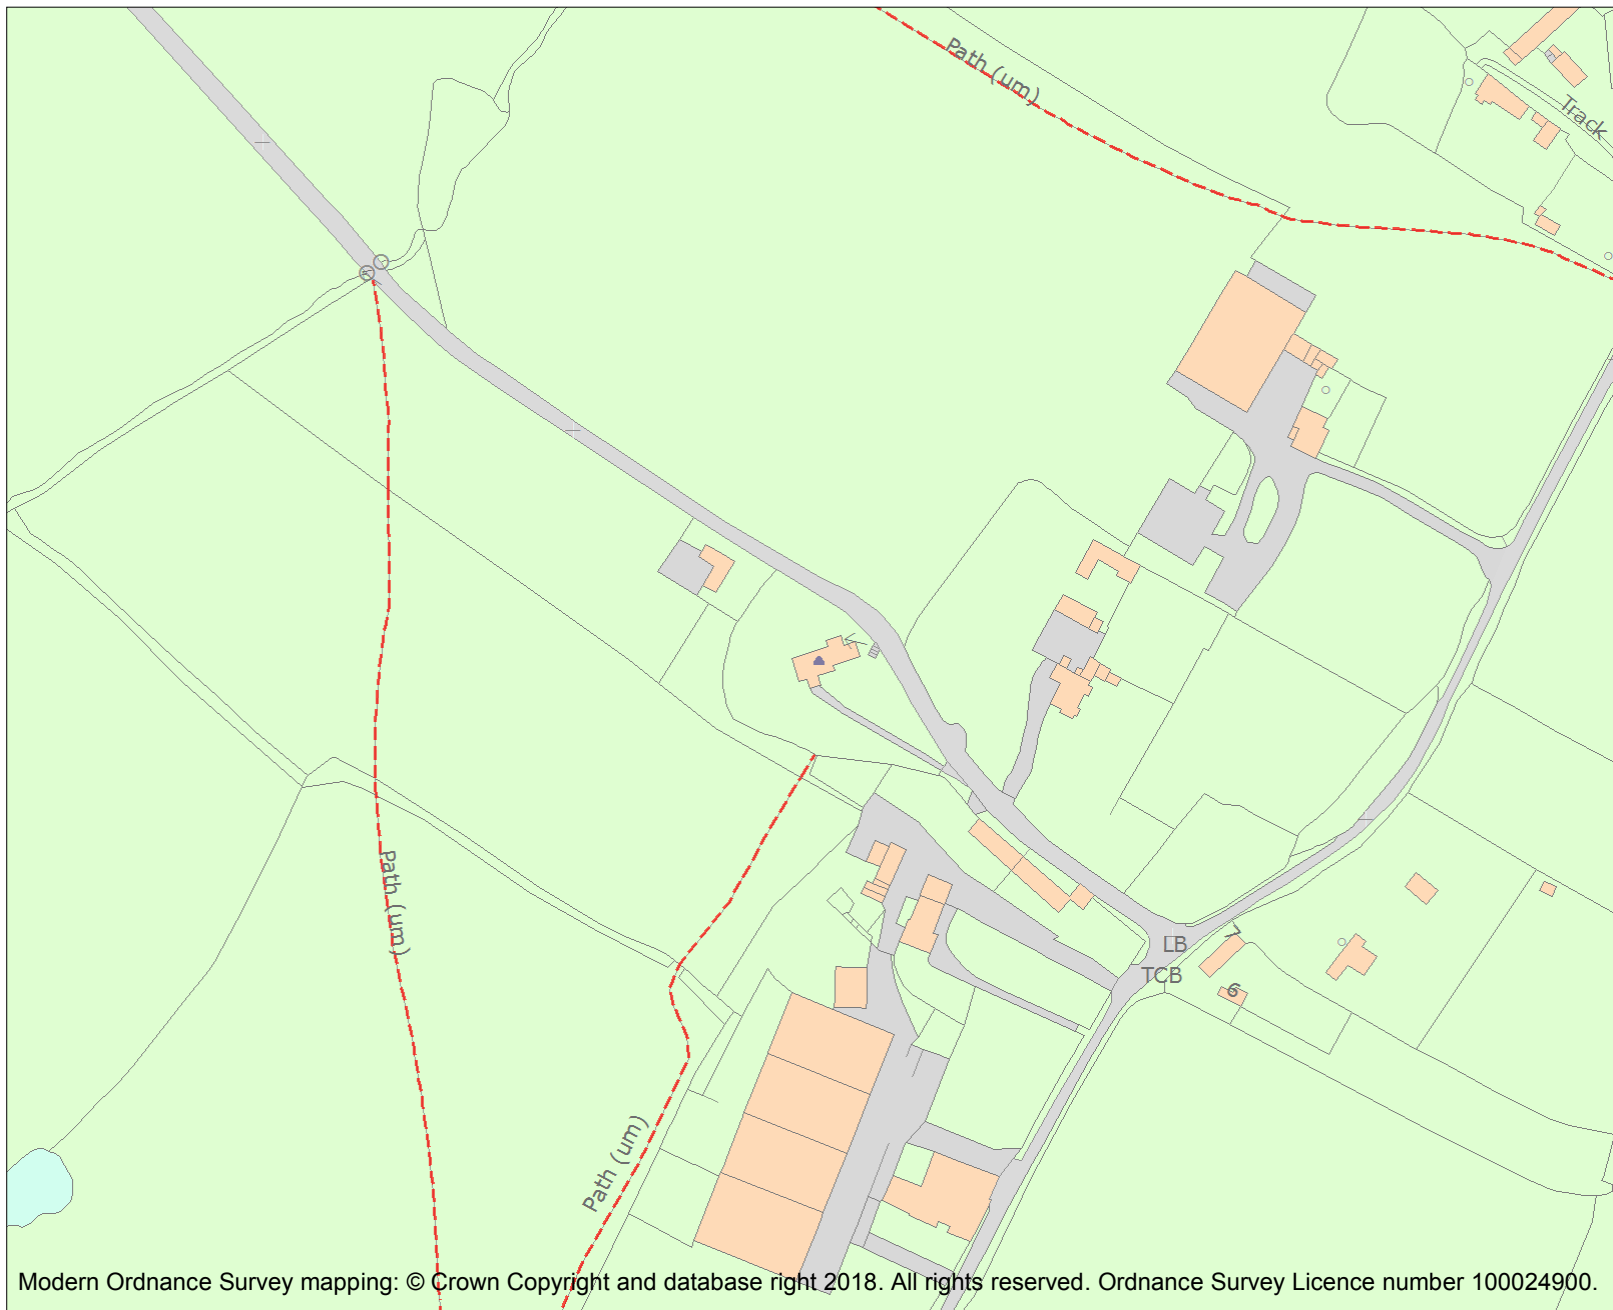 Path (um)
Track
Path (um)
7
LB
TCB
6
Path (um)
Modern Ordnance Survey mapping: © Crown Copyright and database right 2018. All rights reserved. Ordnance Survey Licence number 100024900.